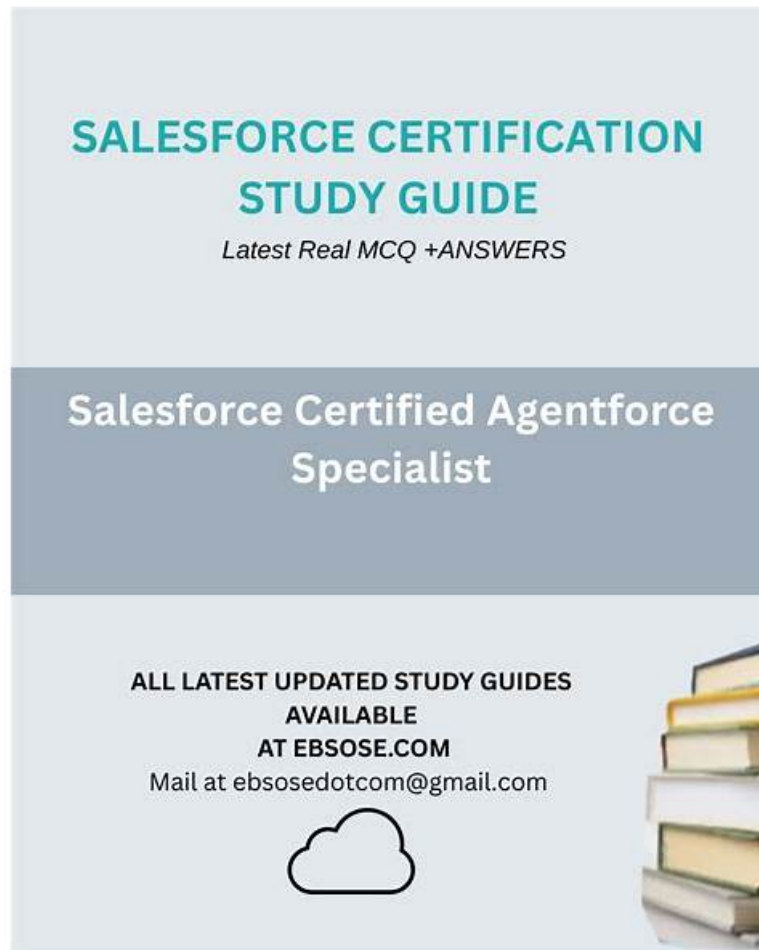 SALESFORCE CERTIFICATION
STUDY GUIDE
Latest Real MCQ +ANSWERS
Salesforce Certified Agentforce
Specialist
ALL LATEST UPDATED STUDY GUIDES
AVAILABLE
AT EBSOSE.COM
Mail at ebsosedotcom@gmail.com